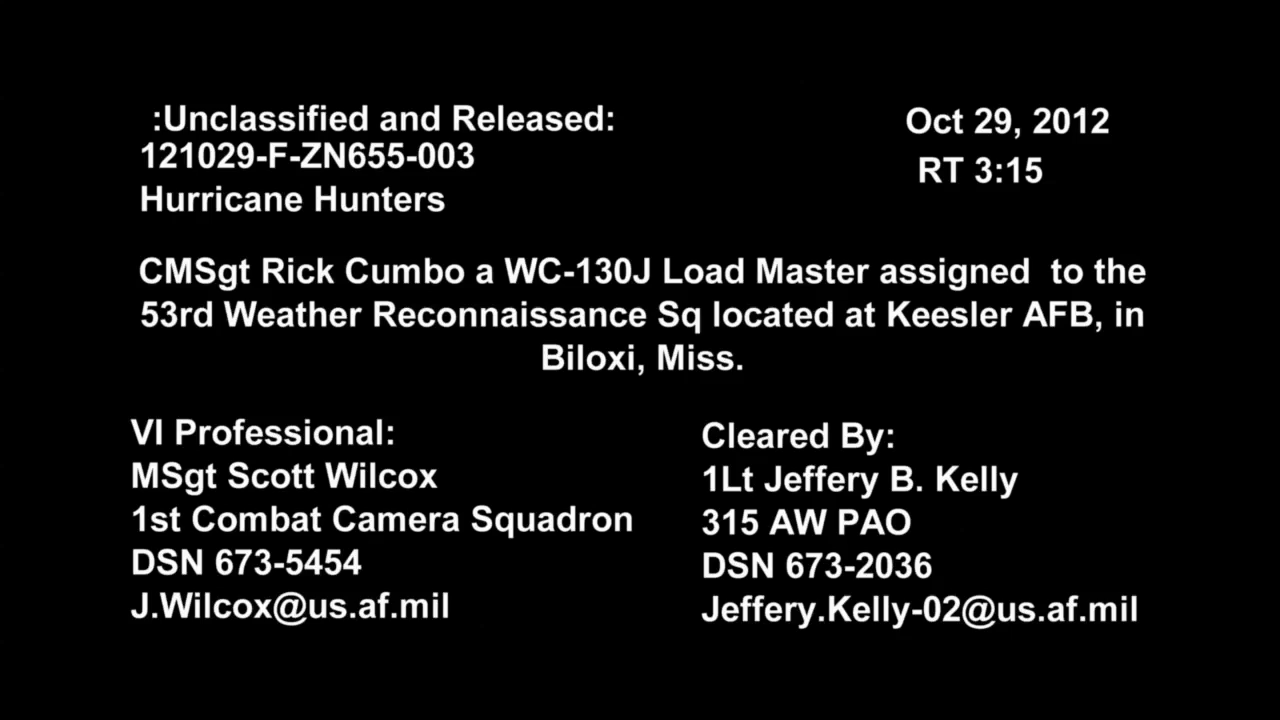 :Unclassified and Released:
121029-F-ZN655-003
Hurricane Hunters
Oct 29, 2012
RT 3:15
CMSgt Rick Cumbo a WC-130J Load Master assigned  to the
53rd Weather Reconnaissance Sq located at Keesler AFB, in
Biloxi, Miss.
VI Professional:
MSgt Scott Wilcox
1st Combat Camera Squadron
DSN 673-5454
J.Wilcox@us.af.mil
Cleared By:
1Lt Jeffery B. Kelly
315 AW PAO
DSN 673-2036
Jeffery.Kelly-02@us.af.mil